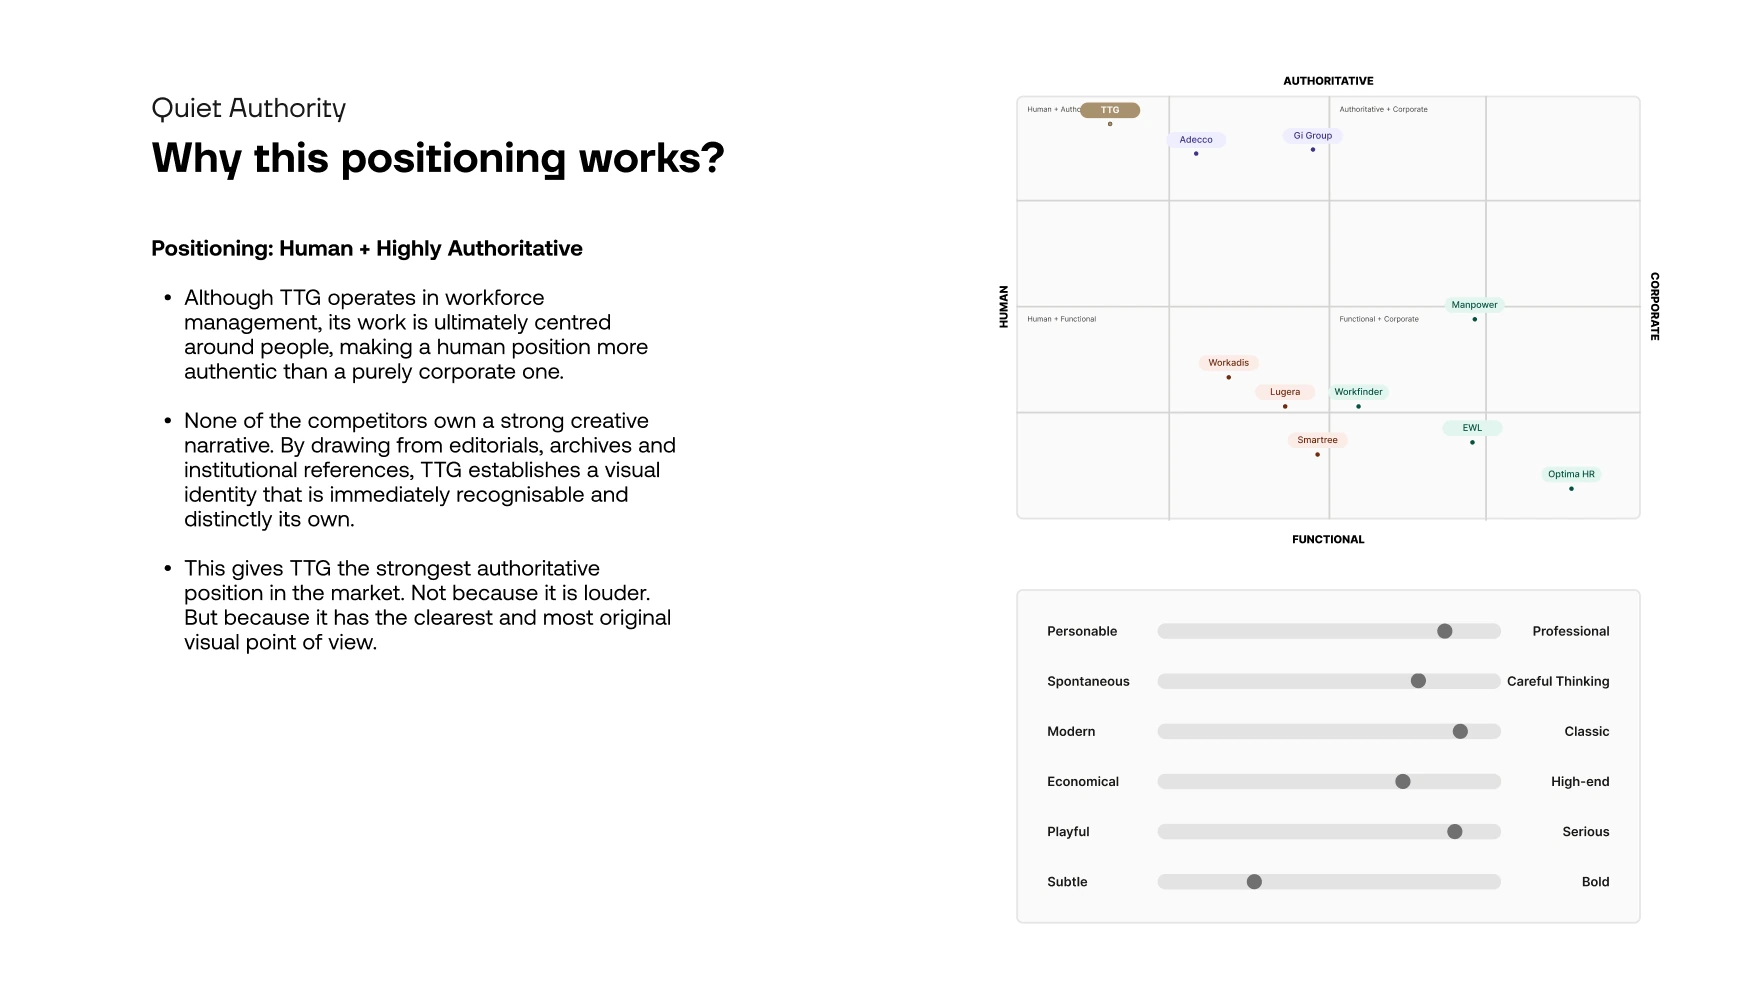 Quiet Authority
Why this positioning works?
Positioning: Human + Highly Authoritative
• Although TTG operates in workforce
management, its work is ultimately centred
around people, making a human position more
authentic than a purely corporate one.
• None of the competitors own a strong creative
narrative. By drawing from editorials, archives and
institutional references, TTG establishes a visual
identity that is immediately recognisable and
distinctly its own.
• This gives TTG the strongest authoritative
position in the market. Not because it is louder.
But because it has the clearest and most original
visual point of view.
AUTHORITATIVE
Human + Autho
TTG
Authoritative + Corporate
Adecco
Gi Group
HUMAN
CORPORATE
Manpower
Human + Functional
Functional + Corporate
Workadis
Lugera
Workfinder
Smartree
EWL
Optima HR
FUNCTIONAL
Personable Professional
Spontaneous Careful Thinking
Modern Classic
Economical High-end
Playful Serious
Subtle Bold